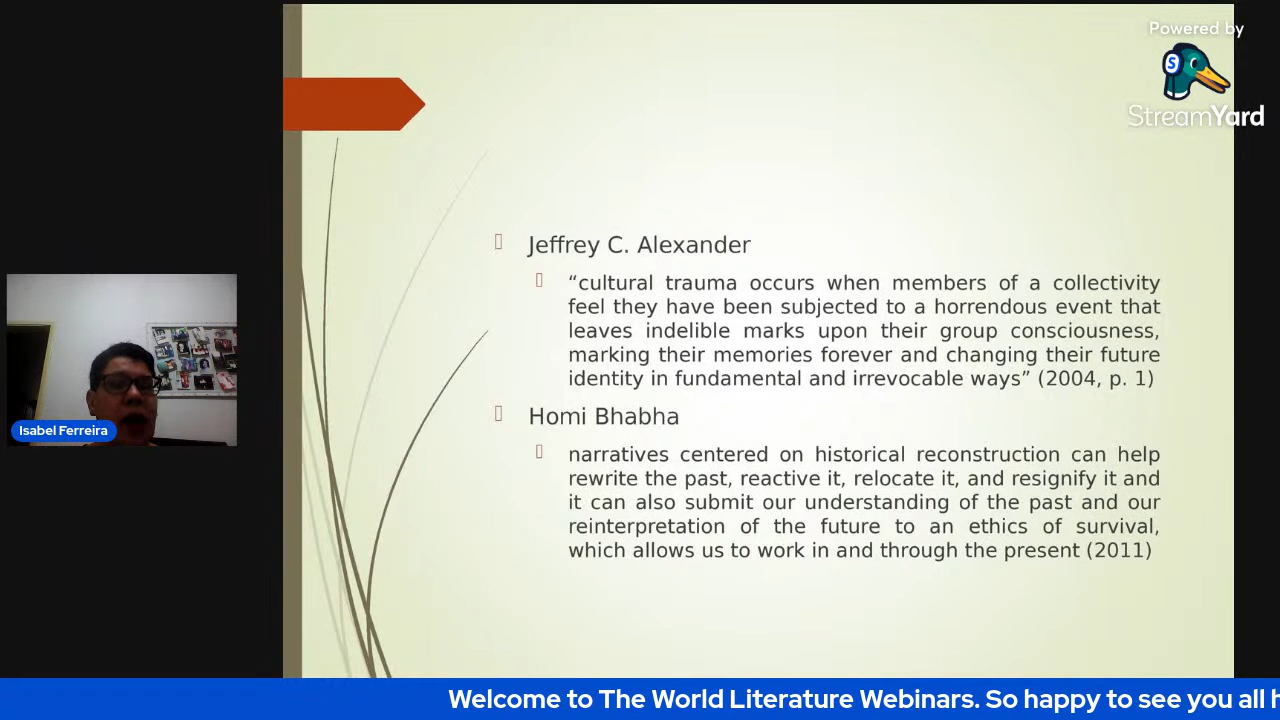 Powered by
S
StreamYard
Jeffrey C. Alexander
“cultural trauma occurs when members of a collectivity
feel they have been subjected to a horrendous event that
leaves indelible marks upon their group consciousness,
marking their memories forever and changing their future
identity in fundamental and irrevocable ways” (2004, p. 1)
Homi Bhabha
narratives centered on historical reconstruction can help
rewrite the past, reactive it, relocate it, and resignify it and
it can also submit our understanding of the past and our
reinterpretation of the future to an ethics of survival,
which allows us to work in and through the present (2011)
Isabel Ferreira
Welcome to The World Literature Webinars. So happy to see you all h